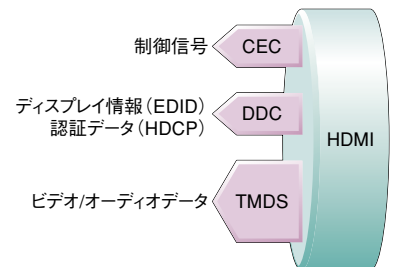 制御信号
CEC
ディスプレイ情報（EDID）
認証データ（HDCP）
DDC
HDMI
ビデオ/オーディオデータ
TMDS